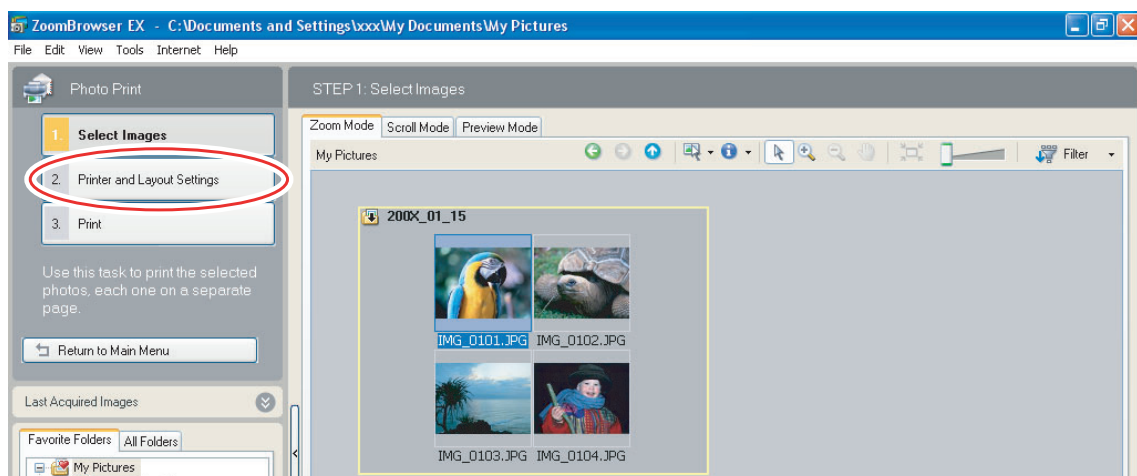 ZoomBrowser EX - C:\Documents and Settings\xxx\My Documents\My Pictures
File Edit View Tools Internet Help
Photo Print
1. Select Images
2. Printer and Layout Settings
3. Print
Use this task to print the selected
photos, each one on a separate
page.
Return to Main Menu
Last Acquired Images
Favorite Folders All Folders
My Pictures
STEP 1: Select Images
Zoom Mode Scroll Mode Preview Mode
My Pictures Filter
200X_01_15
IMG_0101.JPG IMG_0102.JPG
IMG_0103.JPG IMG_0104.JPG